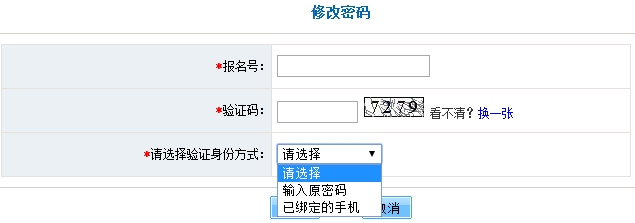 修改密码
*报名号：
*验证码： 7279 看不清？换一张
*请选择验证身份方式： 请选择
请选择
输入原密码
已绑定的手机
取消